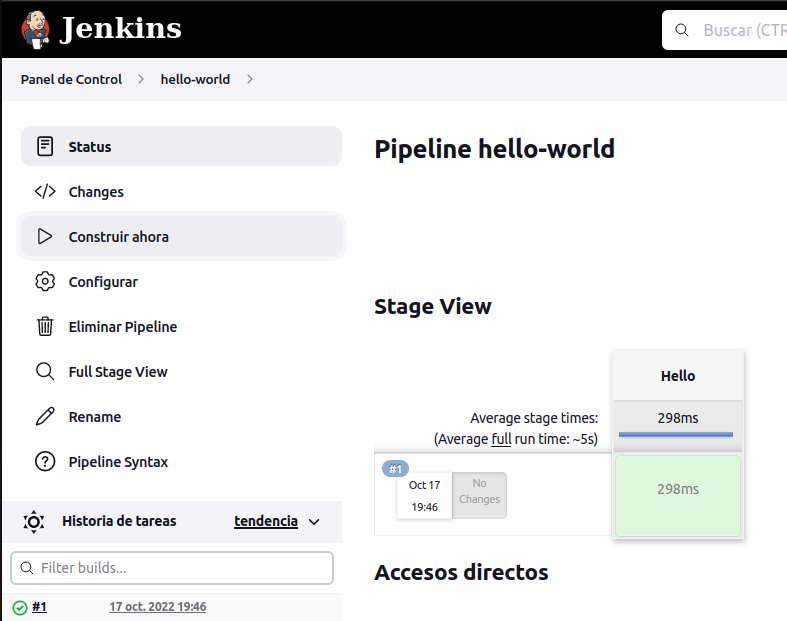 Jenkins
Buscar (CTR
Panel de Control > hello-world >
Status
Changes
Construir ahora
Configurar
Eliminar Pipeline
Full Stage View
Rename
Pipeline Syntax
Historia de tareas tendencia
Filter builds...
#1 17 oct. 2022 19:46
Pipeline hello-world
Stage View
Hello
Average stage times: 298ms
(Average full run time: ~5s)
#1
Oct 17
19:46
No
Changes
298ms
Accesos directos